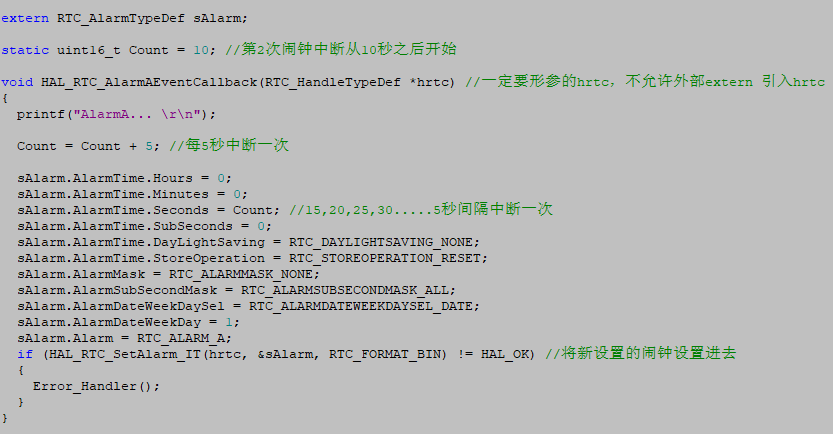 extern RTC_AlarmTypeDef sAlarm;
static uint16_t Count = 10; //第2次闹钟中断从10秒之后开始
void HAL_RTC_AlarmAEventCallback(RTC_HandleTypeDef *hrtc) //一定要形参的hrtc，不允许外部extern 引入hrtc
{
  printf("AlarmA... \r\n");
  Count = Count + 5; //每5秒中断一次
  sAlarm.AlarmTime.Hours = 0;
  sAlarm.AlarmTime.Minutes = 0;
  sAlarm.AlarmTime.Seconds = Count; //15,20,25,30.....5秒间隔中断一次
  sAlarm.AlarmTime.SubSeconds = 0;
  sAlarm.AlarmTime.DayLightSaving = RTC_DAYLIGHTSAVING_NONE;
  sAlarm.AlarmTime.StoreOperation = RTC_STOREOPERATION_RESET;
  sAlarm.AlarmMask = RTC_ALARMMASK_NONE;
  sAlarm.AlarmSubSecondMask = RTC_ALARMSUBSECONDMASK_ALL;
  sAlarm.AlarmDateWeekDaySel = RTC_ALARMDATEWEEKDAYSEL_DATE;
  sAlarm.AlarmDateWeekDay = 1;
  sAlarm.Alarm = RTC_ALARM_A;
  if (HAL_RTC_SetAlarm_IT(hrtc, &sAlarm, RTC_FORMAT_BIN) != HAL_OK) //将新设置的闹钟设置进去
  {
    Error_Handler();
  }
}